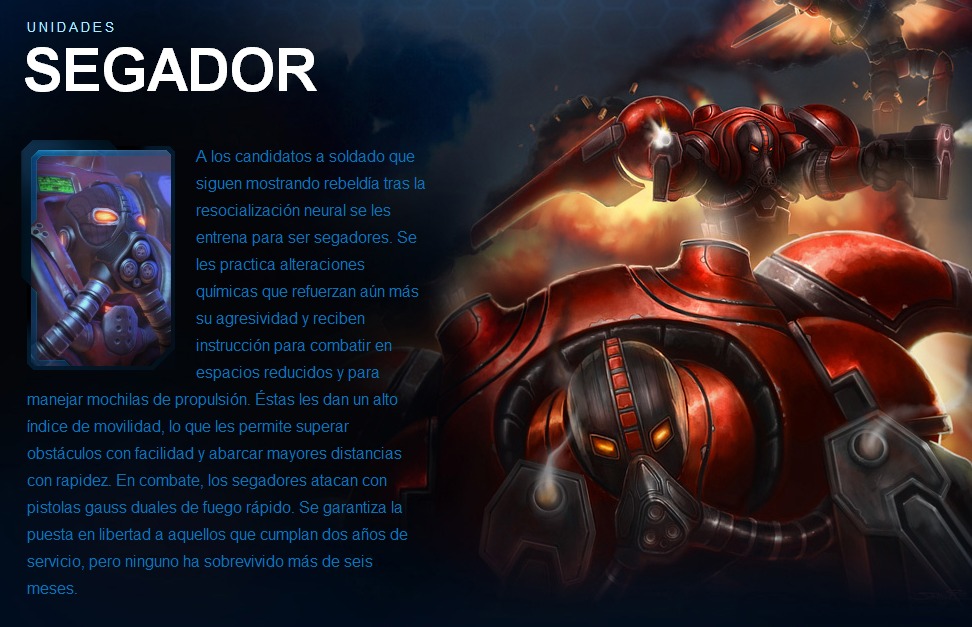 UNIDADES
SEGADOR
A los candidatos a soldado que
siguen mostrando rebeldía tras la
resocialización neural se les
entrena para ser segadores. Se
les practica alteraciones
químicas que refuerzan aún más
su agresividad y reciben
instrucción para combatir en
espacios reducidos y para
manejar mochilas de propulsión. Éstas les dan un alto
índice de movilidad, lo que les permite superar
obstáculos con facilidad y abarcar mayores distancias
con rapidez. En combate, los segadores atacan con
pistolas gauss duales de fuego rápido. Se garantiza la
puesta en libertad a aquellos que cumplan dos años de
servicio, pero ninguno ha sobrevivido más de seis
meses.